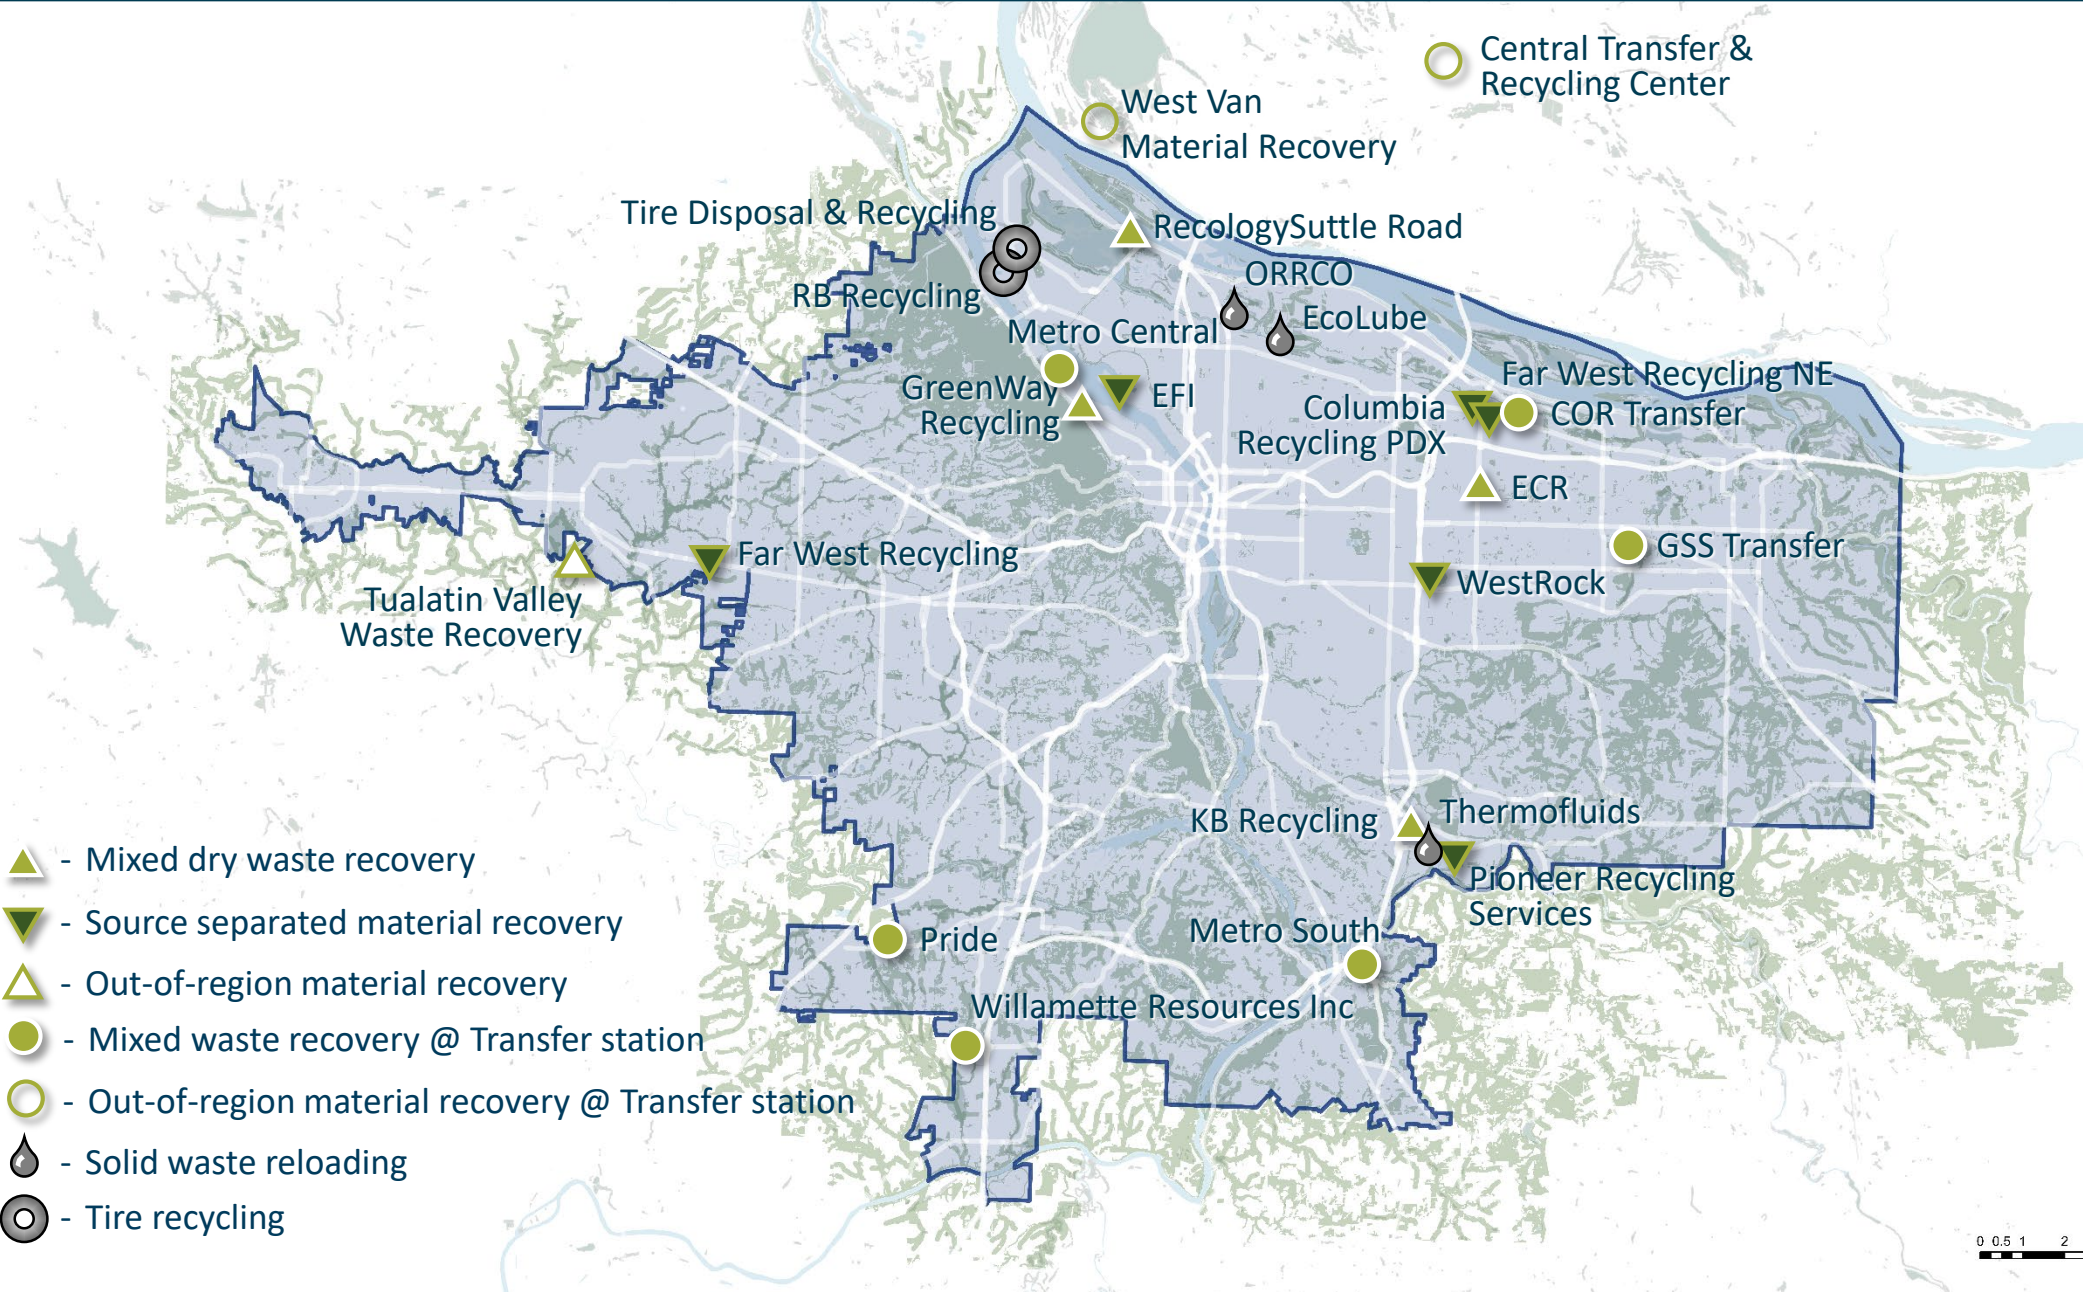 Central Transfer &
Recycling Center
West Van
Material Recovery
Tire Disposal & Recycling
RecologySuttle Road
ORRCO
RB Recycling
EcoLube
Metro Central
Far West Recycling NE
GreenWay
Recycling
EFI
Columbia
Recycling PDX
COR Transfer
ECR
GSS Transfer
Far West Recycling
WestRock
Tualatin Valley
Waste Recovery
KB Recycling
Thermofluids
Pioneer Recycling
Services
Metro South
Pride
Willamette Resources Inc
- Mixed dry waste recovery
- Source separated material recovery
- Out-of-region material recovery
- Mixed waste recovery @ Transfer station
- Out-of-region material recovery @ Transfer station
- Solid waste reloading
- Tire recycling
0 0.5 1 2